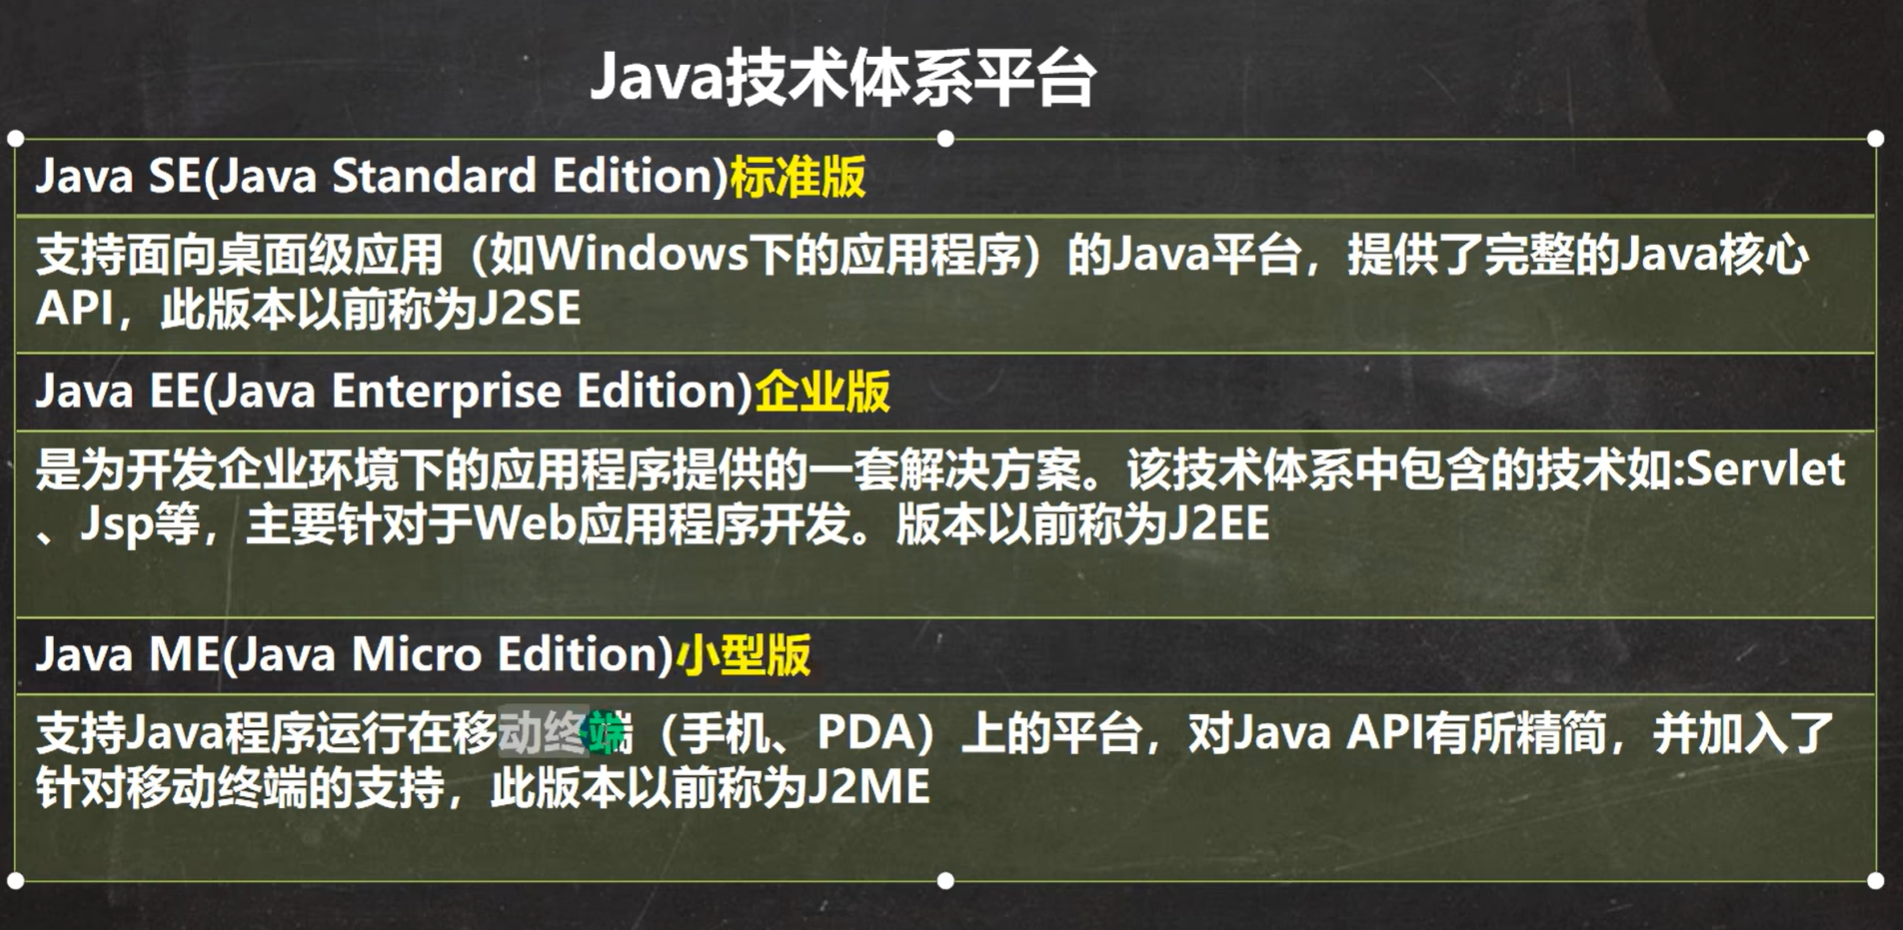 Java技术体系平台
Java SE(Java Standard Edition)标准版
支持面向桌面级应用（如Windows下的应用程序）的Java平台，提供了完整的Java核心
API，此版本以前称为J2SE
Java EE(Java Enterprise Edition)企业版
是为开发企业环境下的应用程序提供的一套解决方案。该技术体系中包含的技术如:Servlet
、Jsp等，主要针对于Web应用程序开发。版本以前称为J2EE
Java ME(Java Micro Edition)小型版
支持Java程序运行在移动终端（手机、PDA）上的平台，对Java API有所精简，并加入了
针对移动终端的支持，此版本以前称为J2ME